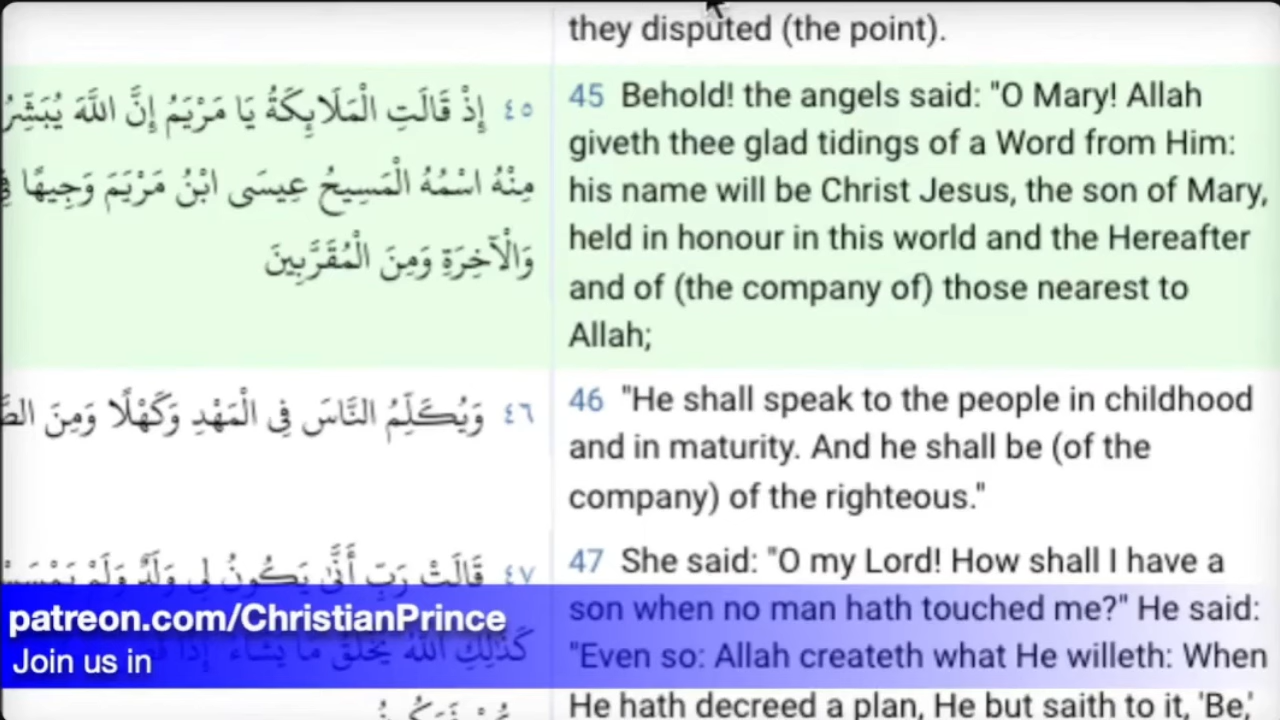 they disputed (the point).
٤٥ إِذْ قَالَتِ الْمَلَائِكَةُ يَا مَرْيَمُ إِنَّ اللَّهَ يُبَشِّرُ
مِنْهُ اسْمُهُ الْمَسِيحُ عِيسَى ابْنُ مَرْيَمَ وَجِيهًا
وَالْآخِرَةِ وَمِنَ الْمُقَرَّبِينَ
45 Behold! the angels said: "O Mary! Allah
giveth thee glad tidings of a Word from Him:
his name will be Christ Jesus, the son of Mary,
held in honour in this world and the Hereafter
and of (the company of) those nearest to
Allah;
٤٦ وَيُكَلِّمُ النَّاسَ فِي الْمَهْدِ وَكَهْلًا وَمِنَ
46 "He shall speak to the people in childhood
and in maturity. And he shall be (of the
company) of the righteous."
٤٧ قَالَتْ رَبِّ أَنَّىٰ يَكُونُ لِي وَلَدٌ وَلَمْ
كَذَٰلِكِ اللَّهُ يَخْلُقُ مَا يَشَاءُ إِذَا
47 She said: "O my Lord! How shall I have a
son when no man hath touched me?" He said:
"Even so: Allah createth what He willeth: When
He hath decreed a plan, He but saith to it, 'Be,'
patreon.com/ChristianPrince
Join us in